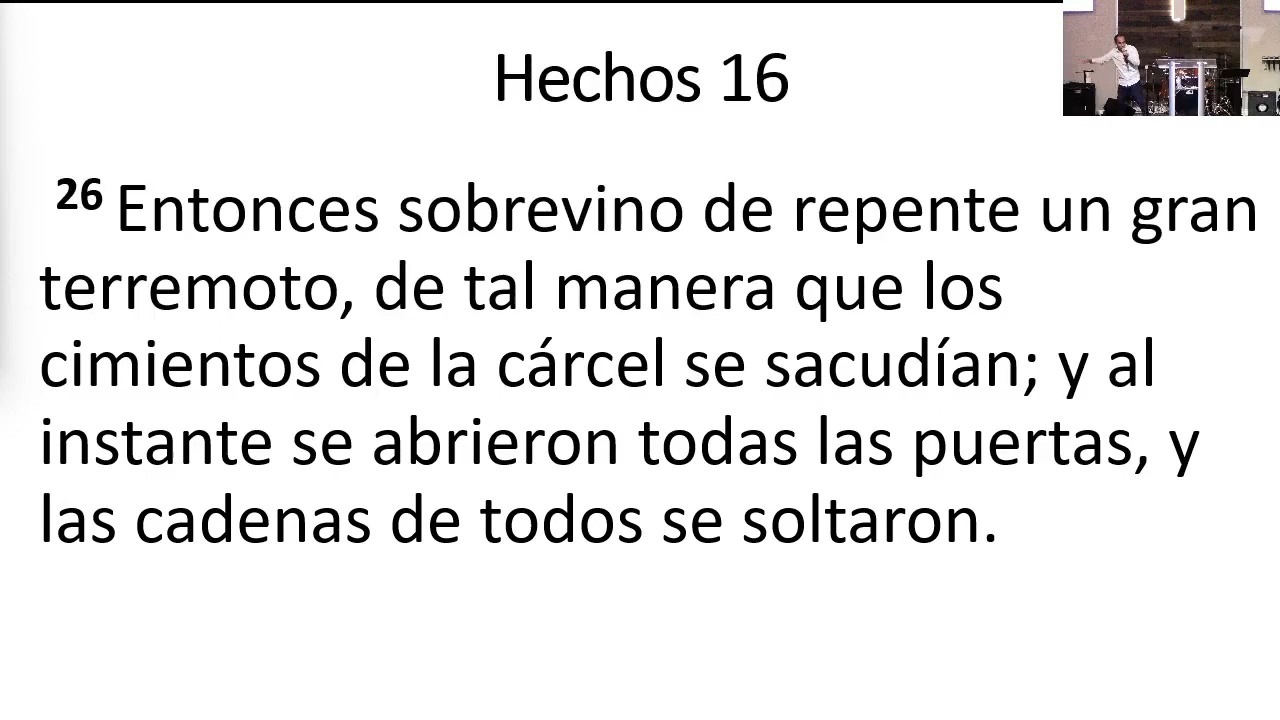 Hechos 16
26 Entonces sobrevino de repente un gran
terremoto, de tal manera que los
cimientos de la cárcel se sacudían; y al
instante se abrieron todas las puertas, y
las cadenas de todos se soltaron.